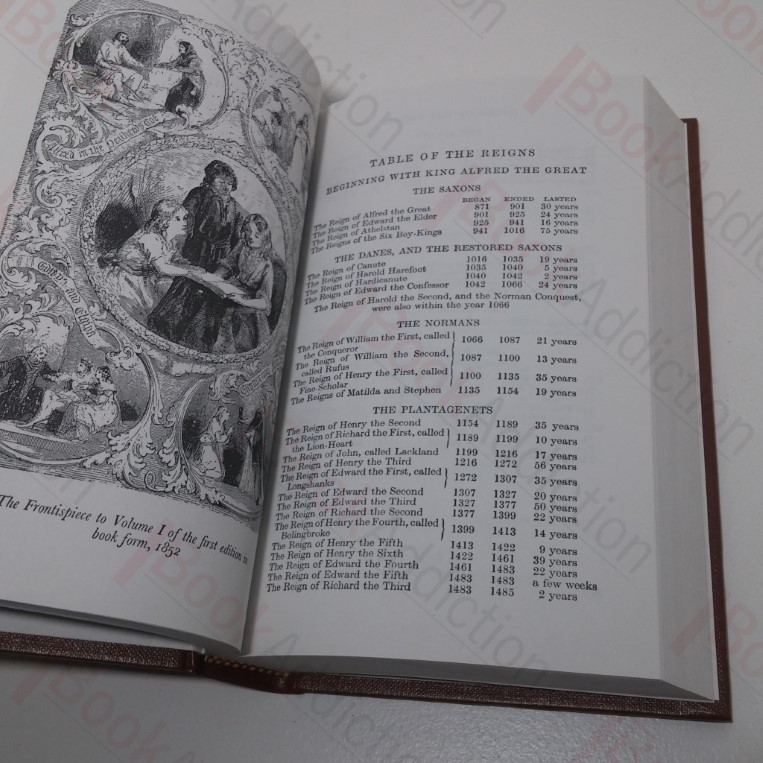 The Frontispiece to Volume I of the first edition in
book form, 1852
TABLE OF THE REIGNS
BEGINNING WITH KING ALFRED THE GREAT
THE SAXONS
BEGAN ENDED LASTED
The Reign of Alfred the Great 871 901 30 years
The Reign of Edward the Elder 901 925 24 years
The Reign of Athelstan 925 941 16 years
The Reigns of the Six Boy-Kings 941 1016 75 years
THE DANES, AND THE RESTORED SAXONS
The Reign of Canute 1016 1035 19 years
The Reign of Harold Harefoot 1035 1040 5 years
The Reign of Hardicanute 1040 1042 2 years
The Reign of Edward the Confessor 1042 1066 24 years
The Reign of Harold the Second, and the Norman Conquest,
were also within the year 1066
THE NORMANS
The Reign of William the First, called
the Conqueror 1066 1087 21 years
The Reign of William the Second,
called Rufus 1087 1100 13 years
The Reign of Henry the First, called
Fine-Scholar 1100 1135 35 years
The Reigns of Matilda and Stephen 1135 1154 19 years
THE PLANTAGENETS
The Reign of Henry the Second 1154 1189 35 years
The Reign of Richard the First, called
the Lion-Heart 1189 1199 10 years
The Reign of John, called Lackland 1199 1216 17 years
The Reign of Henry the Third 1216 1272 56 years
The Reign of Edward the First, called
Longshanks 1272 1307 35 years
The Reign of Edward the Second 1307 1327 20 years
The Reign of Edward the Third 1327 1377 50 years
The Reign of Richard the Second 1377 1399 22 years
The Reign of Henry the Fourth, called
Bolingbroke 1399 1413 14 years
The Reign of Henry the Fifth 1413 1422 9 years
The Reign of Henry the Sixth 1422 1461 39 years
The Reign of Edward the Fourth 1461 1483 22 years
The Reign of Edward the Fifth 1483 1483 a few weeks
The Reign of Richard the Third 1483 1485 2 years
BookAddiction